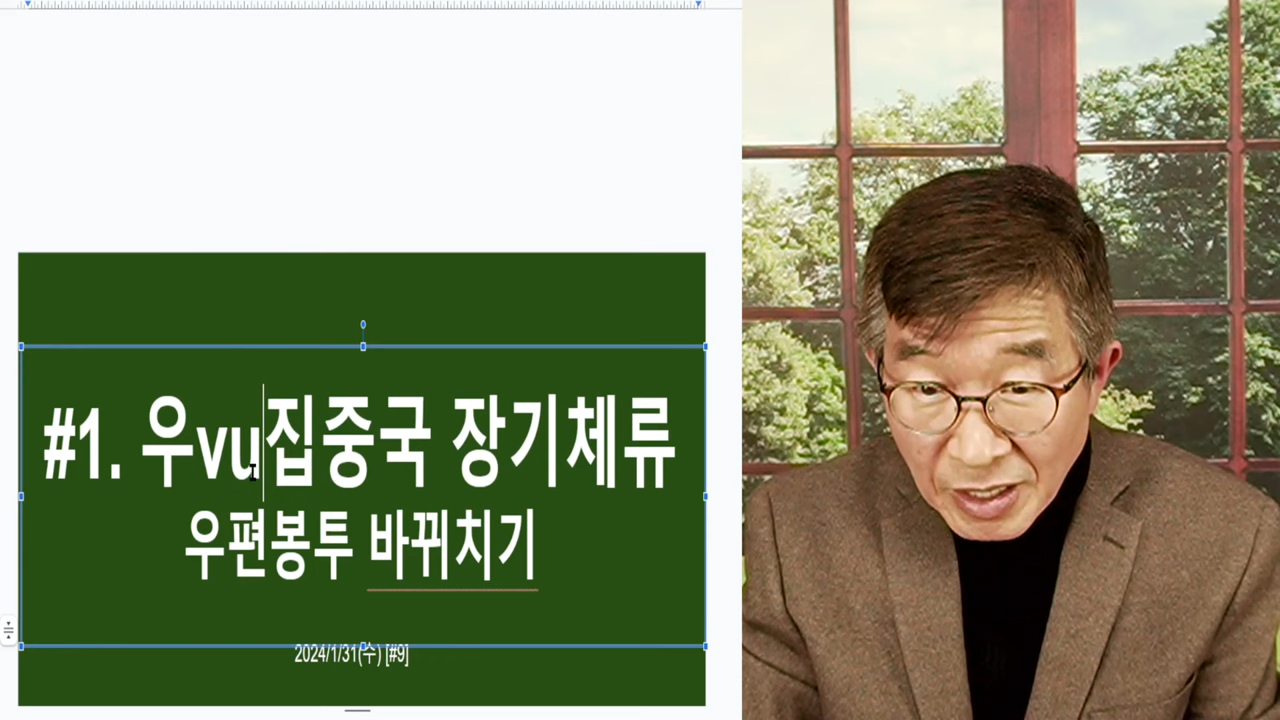 #1. 우vu집중국 장기체류
우편봉투 바꿔치기
2024/1/31(수) [#9]